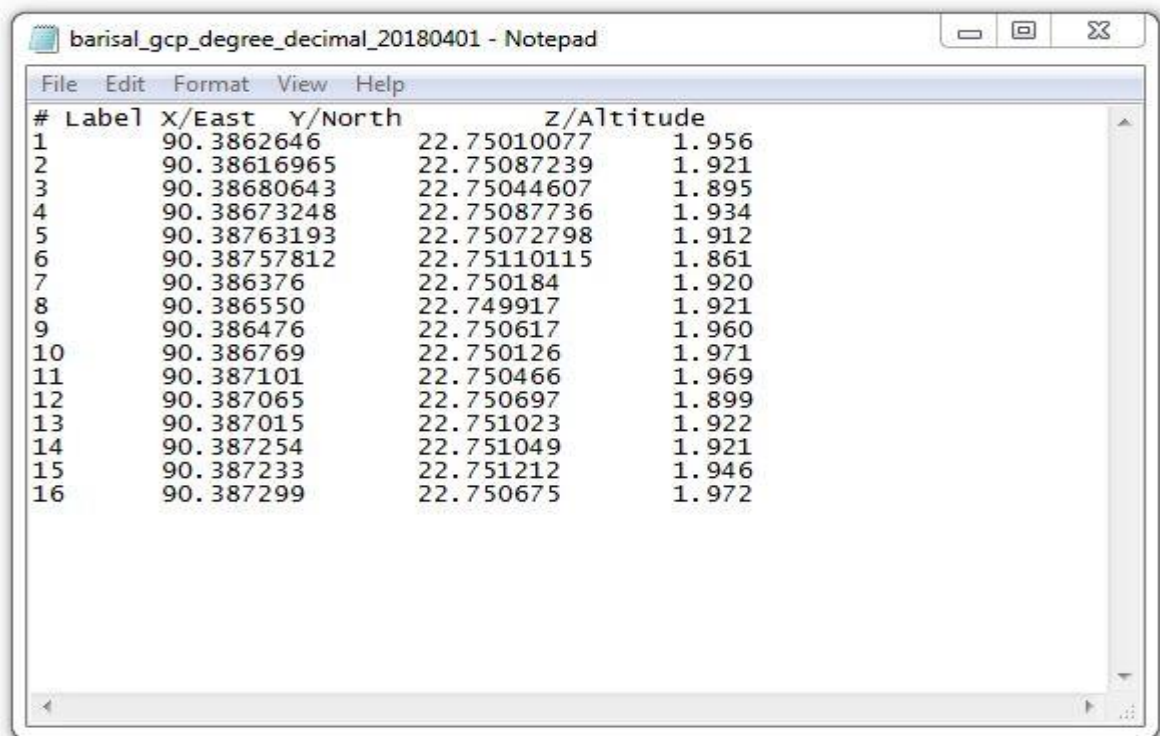 barisal_gcp_degree_decimal_20180401 - Notepad
File Edit Format View Help
# Label X/East Y/North Z/Altitude
1 90.3862646 22.75010077 1.956
2 90.38616965 22.75087239 1.921
3 90.38680643 22.75044607 1.895
4 90.38673248 22.75087736 1.934
5 90.38763193 22.75072798 1.912
6 90.38757812 22.75110115 1.861
7 90.386376 22.750184 1.920
8 90.386550 22.749917 1.921
9 90.386476 22.750617 1.960
10 90.386769 22.750126 1.971
11 90.387101 22.750466 1.969
12 90.387065 22.750697 1.899
13 90.387015 22.751023 1.922
14 90.387254 22.751049 1.921
15 90.387233 22.751212 1.946
16 90.387299 22.750675 1.972